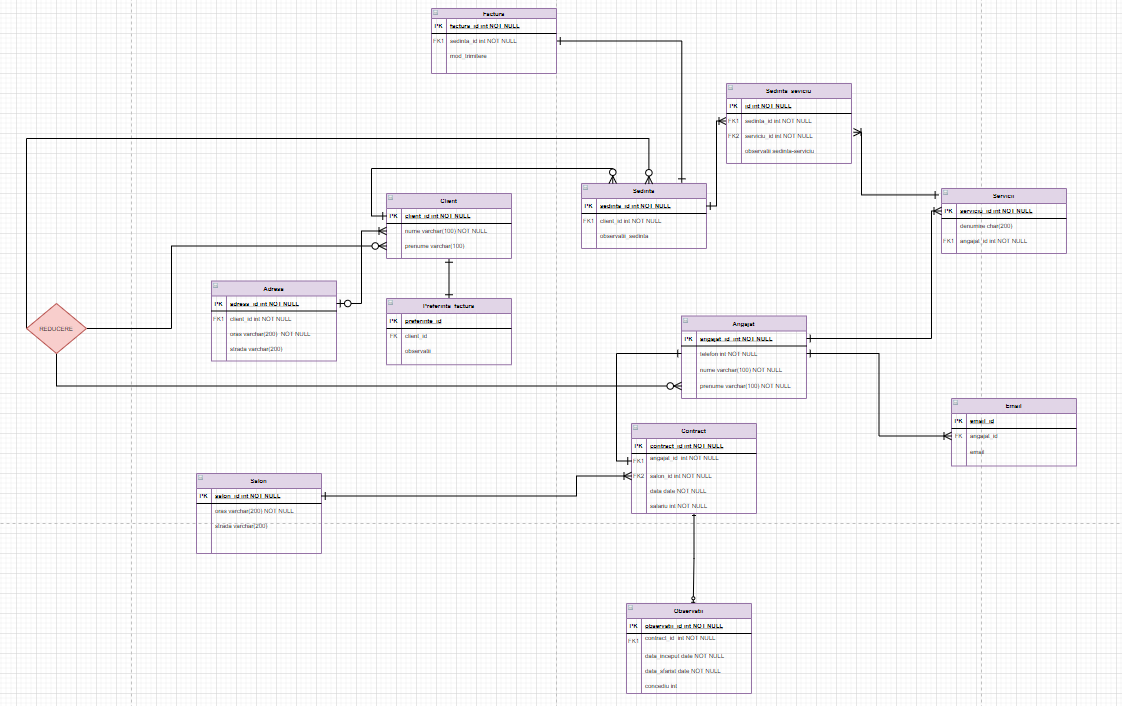 Factura
PK factura_id int NOT NULL
FK1 sedinta_id int NOT NULL
mod_trimitere
Sedinta seviciu
PK id int NOT NULL
FK1 sedinta_id int NOT NULL
FK2 serviciu_id int NOT NULL
observatii sedinta-serviciu
Sedinta
PK sedinta_id int NOT NULL
FK1 client_id int NOT NULL
observatii_sedinta
Servicii
PK serviciu_id int NOT NULL
denumire char(200)
FK1 angajat_id int NOT NULL
Client
PK client_id int NOT NULL
nume varchar(100) NOT NULL
prenume varchar(100)
Adresa
PK adresa_id int NOT NULL
FK1 client_id int NOT NULL
oras varchar(200) NOT NULL
strada varchar(200)
Preferinta_factura
PK preferinta_id
FK client_id
observatii
REDUCERE
Angajat
PK angajat_id int NOT NULL
telefon int NOT NULL
nume varchar(100) NOT NULL
prenume varchar(100) NOT NULL
Email
PK email_id
FK angajat_id
email
Contract
PK contract_id int NOT NULL
FK1 angajat_id int NOT NULL
FK2 salon_id int NOT NULL
data date NOT NULL
salariu int NOT NULL
Salon
PK salon_id int NOT NULL
oras varchar(200) NOT NULL
strada varchar(200)
Observatii
PK observatii_id int NOT NULL
FK1 contract_id int NOT NULL
data_inceput date NOT NULL
data_sfarsit date NOT NULL
concediu int